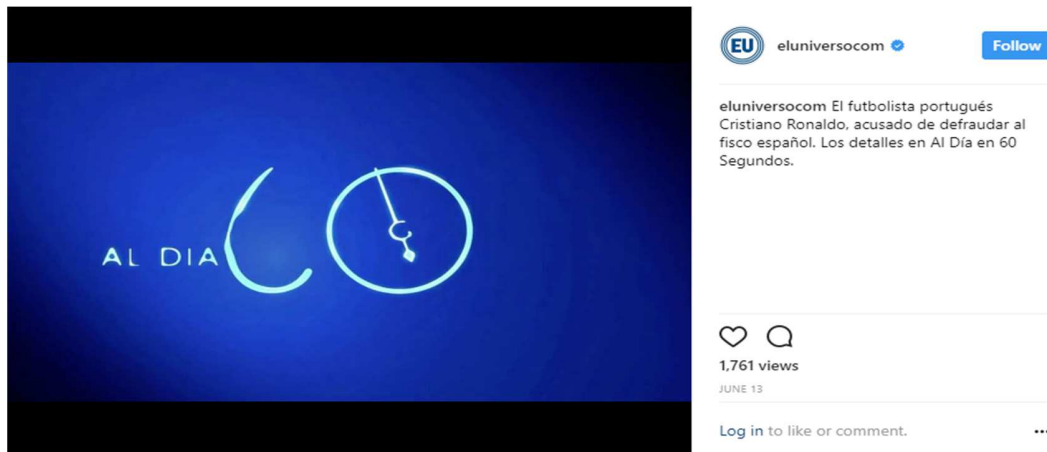 AL DIA 60
EU
eluniversocom
Follow
eluniversocom El futbolista portugués
Cristiano Ronaldo, acusado de defraudar al
fisco español. Los detalles en Al Día en 60
Segundos.
1,761 views
JUNE 13
Log in to like or comment.